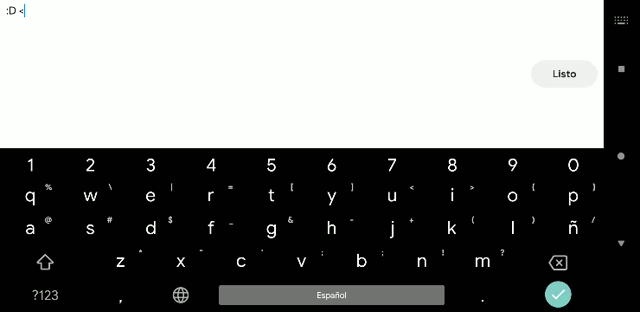 :D <
Listo
1 2 3 4 5 6 7 8 9 0
q % w \ e | r = t [ y ] u < i > o { p }
a @ s # d $ f _ g & h - j + k ( l ) ñ /
z * x " c ' v : b ; n ! m ?
?123 , Español .